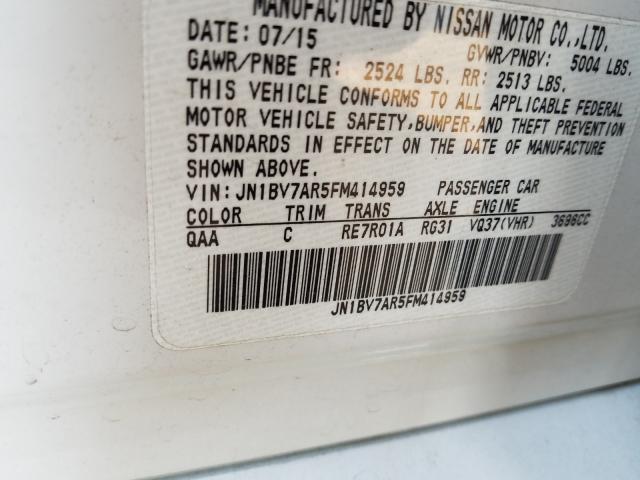 MANUFACTURED BY NISSAN MOTOR CO.,LTD.
DATE: 07/15 GVWR/PNBV: 5004 LBS.
GAWR/PNBE FR: 2524 LBS. RR: 2513 LBS.
THIS VEHICLE CONFORMS TO ALL APPLICABLE FEDERAL
MOTOR VEHICLE SAFETY,BUMPER,AND THEFT PREVENTION
STANDARDS IN EFFECT ON THE DATE OF MANUFACTURE
SHOWN ABOVE.
VIN: JN1BV7AR5FM414959 PASSENGER CAR
COLOR TRIM TRANS AXLE ENGINE
QAA C RE7R01A RG31 VQ37(VHR) 3696CC
JN1BV7AR5FM414959